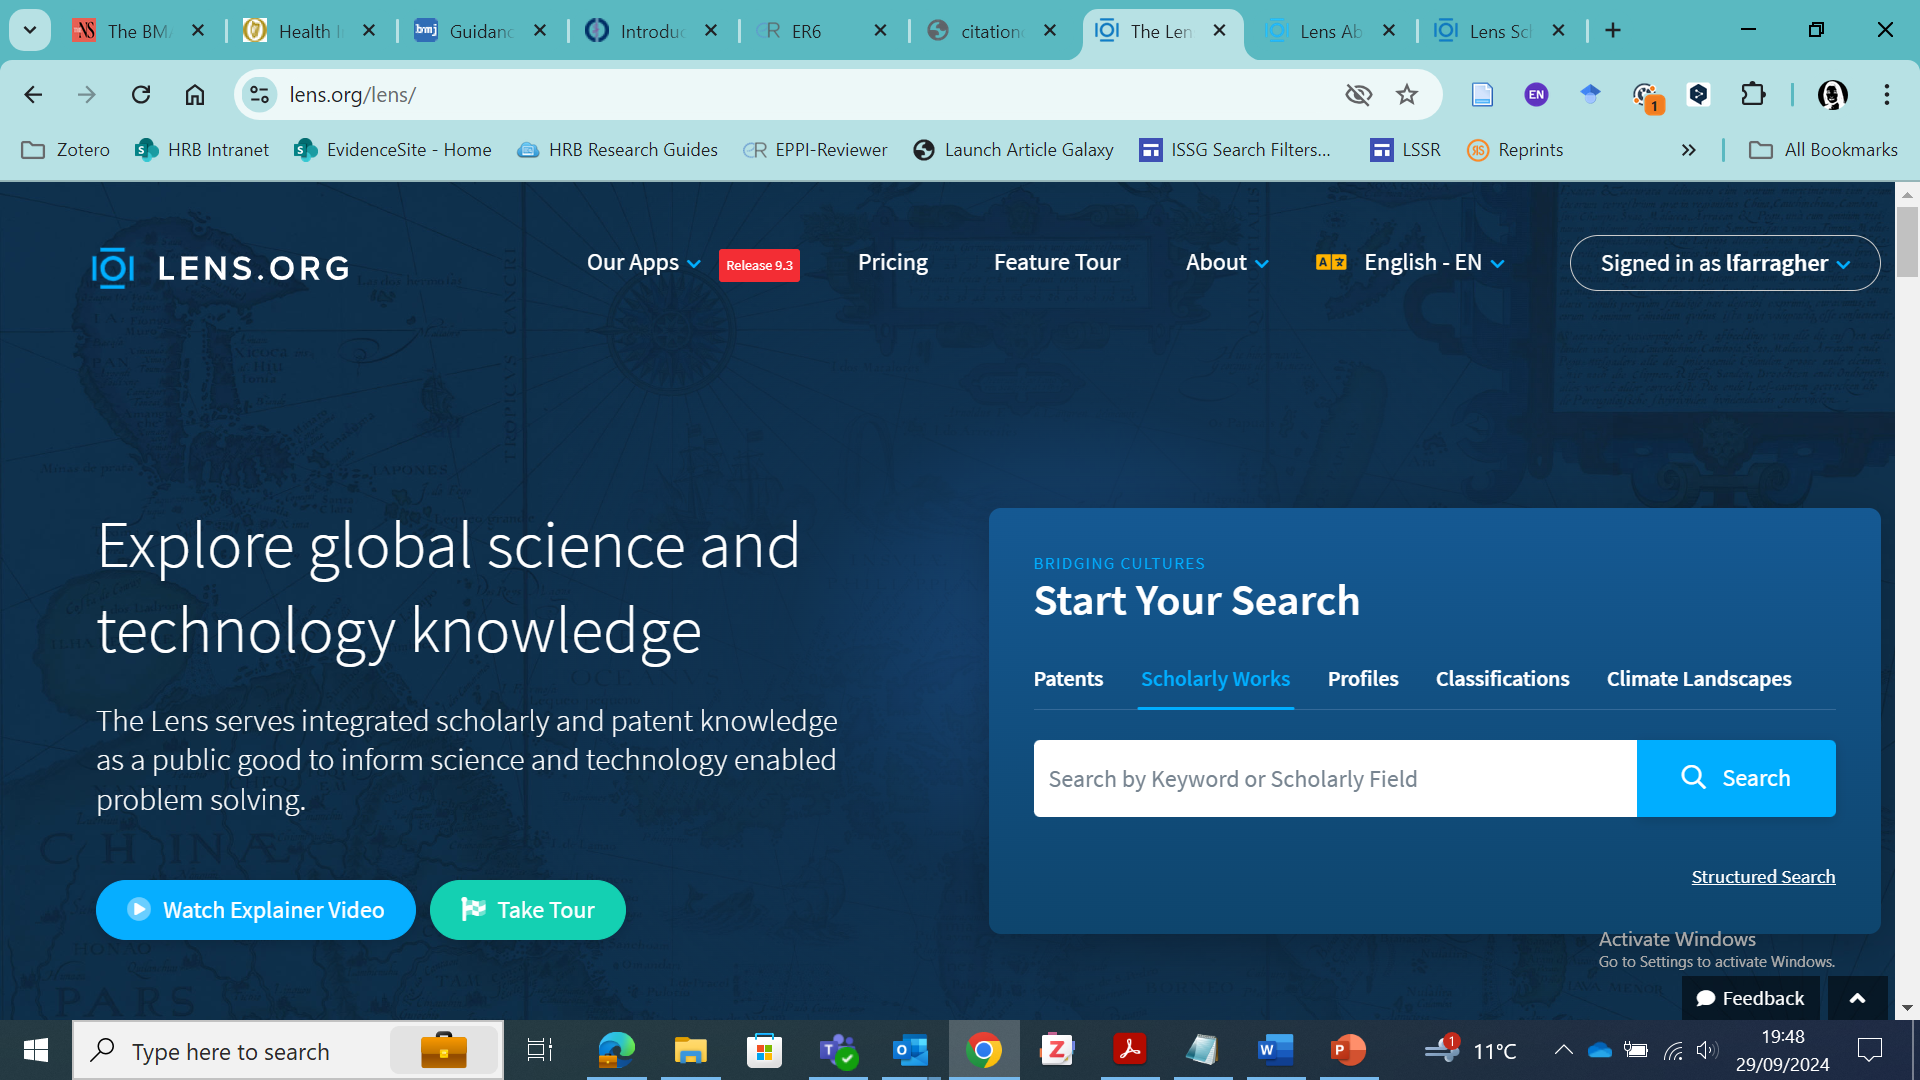 The BM
Health I
Guidanc
Introduc
ER6
citation
The Len
Lens Ab
Lens Sc
lens.org/lens/
EN
1
Zotero
HRB Intranet
EvidenceSite - Home
HRB Research Guides
EPPI-Reviewer
Launch Article Galaxy
ISSG Search Filters...
LSSR
Reprints
All Bookmarks
LENS.ORG
Our Apps
Release 9.3
Pricing
Feature Tour
About
English - EN
Signed in as lfarragher
Explore global science and
technology knowledge
The Lens serves integrated scholarly and patent knowledge
as a public good to inform science and technology enabled
problem solving.
Watch Explainer Video
Take Tour
BRIDGING CULTURES
Start Your Search
Patents
Scholarly Works
Profiles
Classifications
Climate Landscapes
Search by Keyword or Scholarly Field
Search
Structured Search
Activate Windows
Go to Settings to activate Windows.
Feedback
Type here to search
1
11°C
19:48
29/09/2024